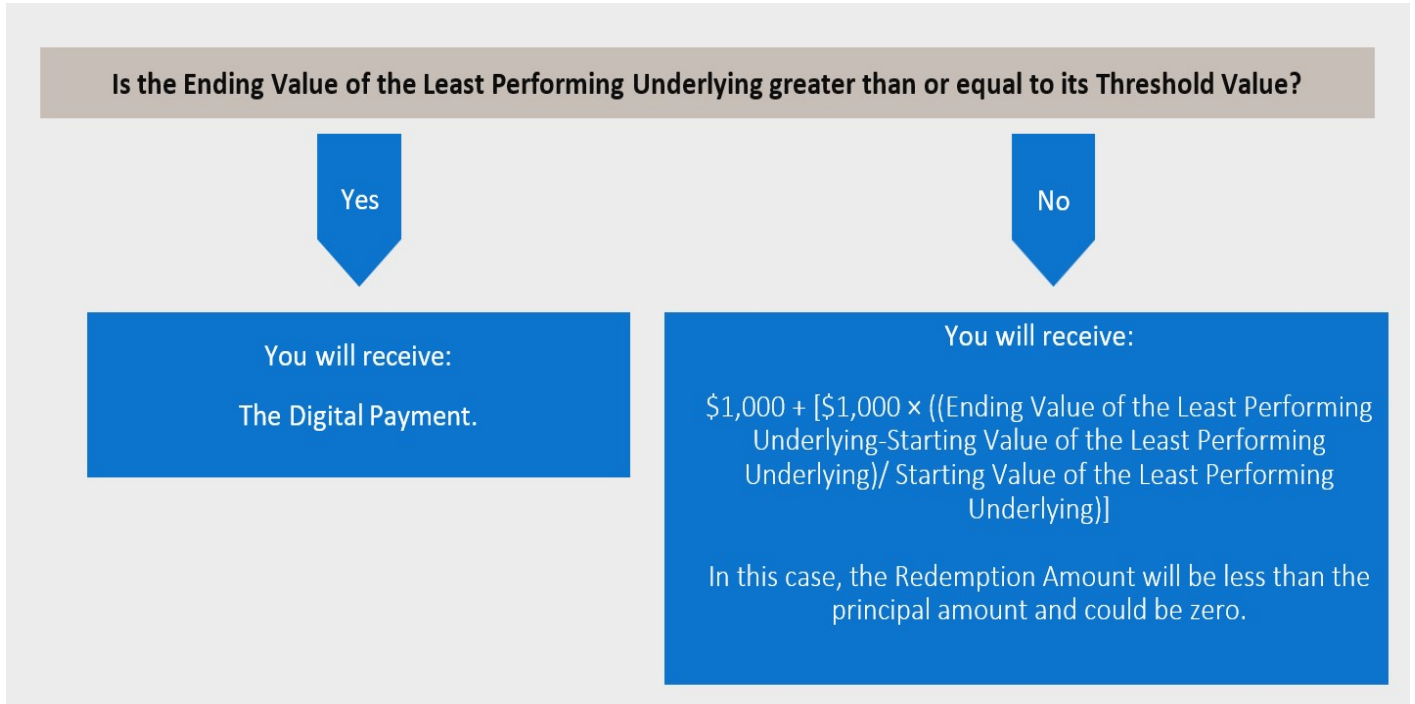 Is the Ending Value of the Least Performing Underlying greater than or equal to its Threshold Value?
Yes
No
You will receive:
The Digital Payment.
You will receive:
$1,000 + [$1,000 × ((Ending Value of the Least Performing
Underlying-Starting Value of the Least Performing
Underlying)/ Starting Value of the Least Performing
Underlying)]
In this case, the Redemption Amount will be less than the
principal amount and could be zero.